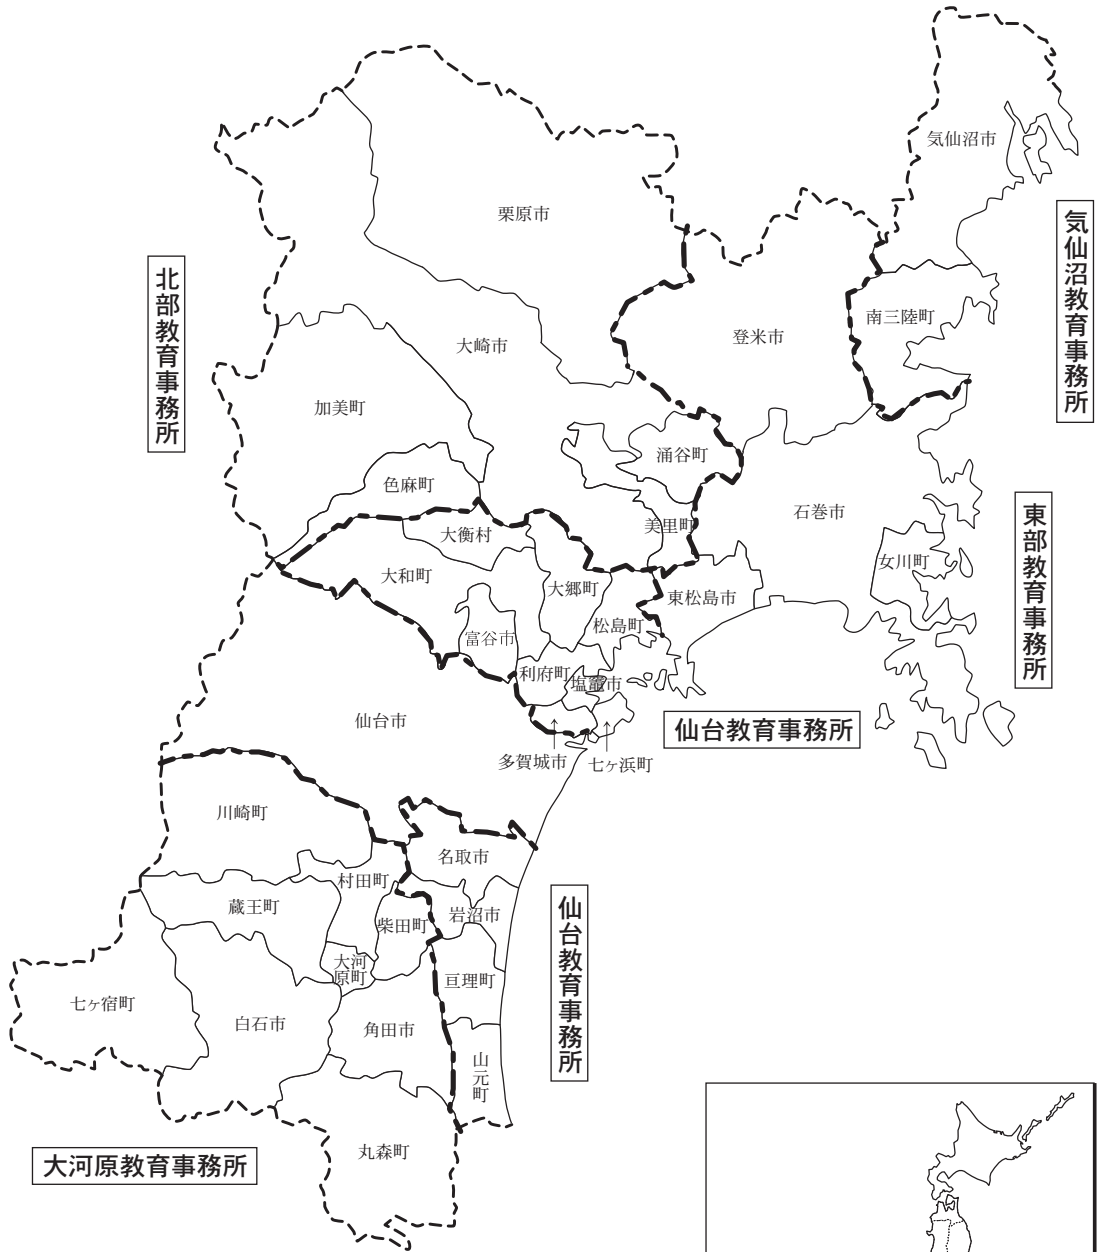 気仙沼市
栗原市
気仙沼教育事務所
北部教育事務所
南三陸町
登米市
大崎市
加美町
涌谷町
色麻町
石巻市
美里町
大衡村
東部教育事務所
女川町
大和町
大郷町
東松島市
松島町
富谷市
利府町
塩竈市
仙台市
仙台教育事務所
多賀城市
七ヶ浜町
川崎町
名取市
村田町
蔵王町
岩沼市
柴田町
仙台教育事務所
大河
原町
亘理町
七ヶ宿町
白石市
角田市
山元町
丸森町
大河原教育事務所